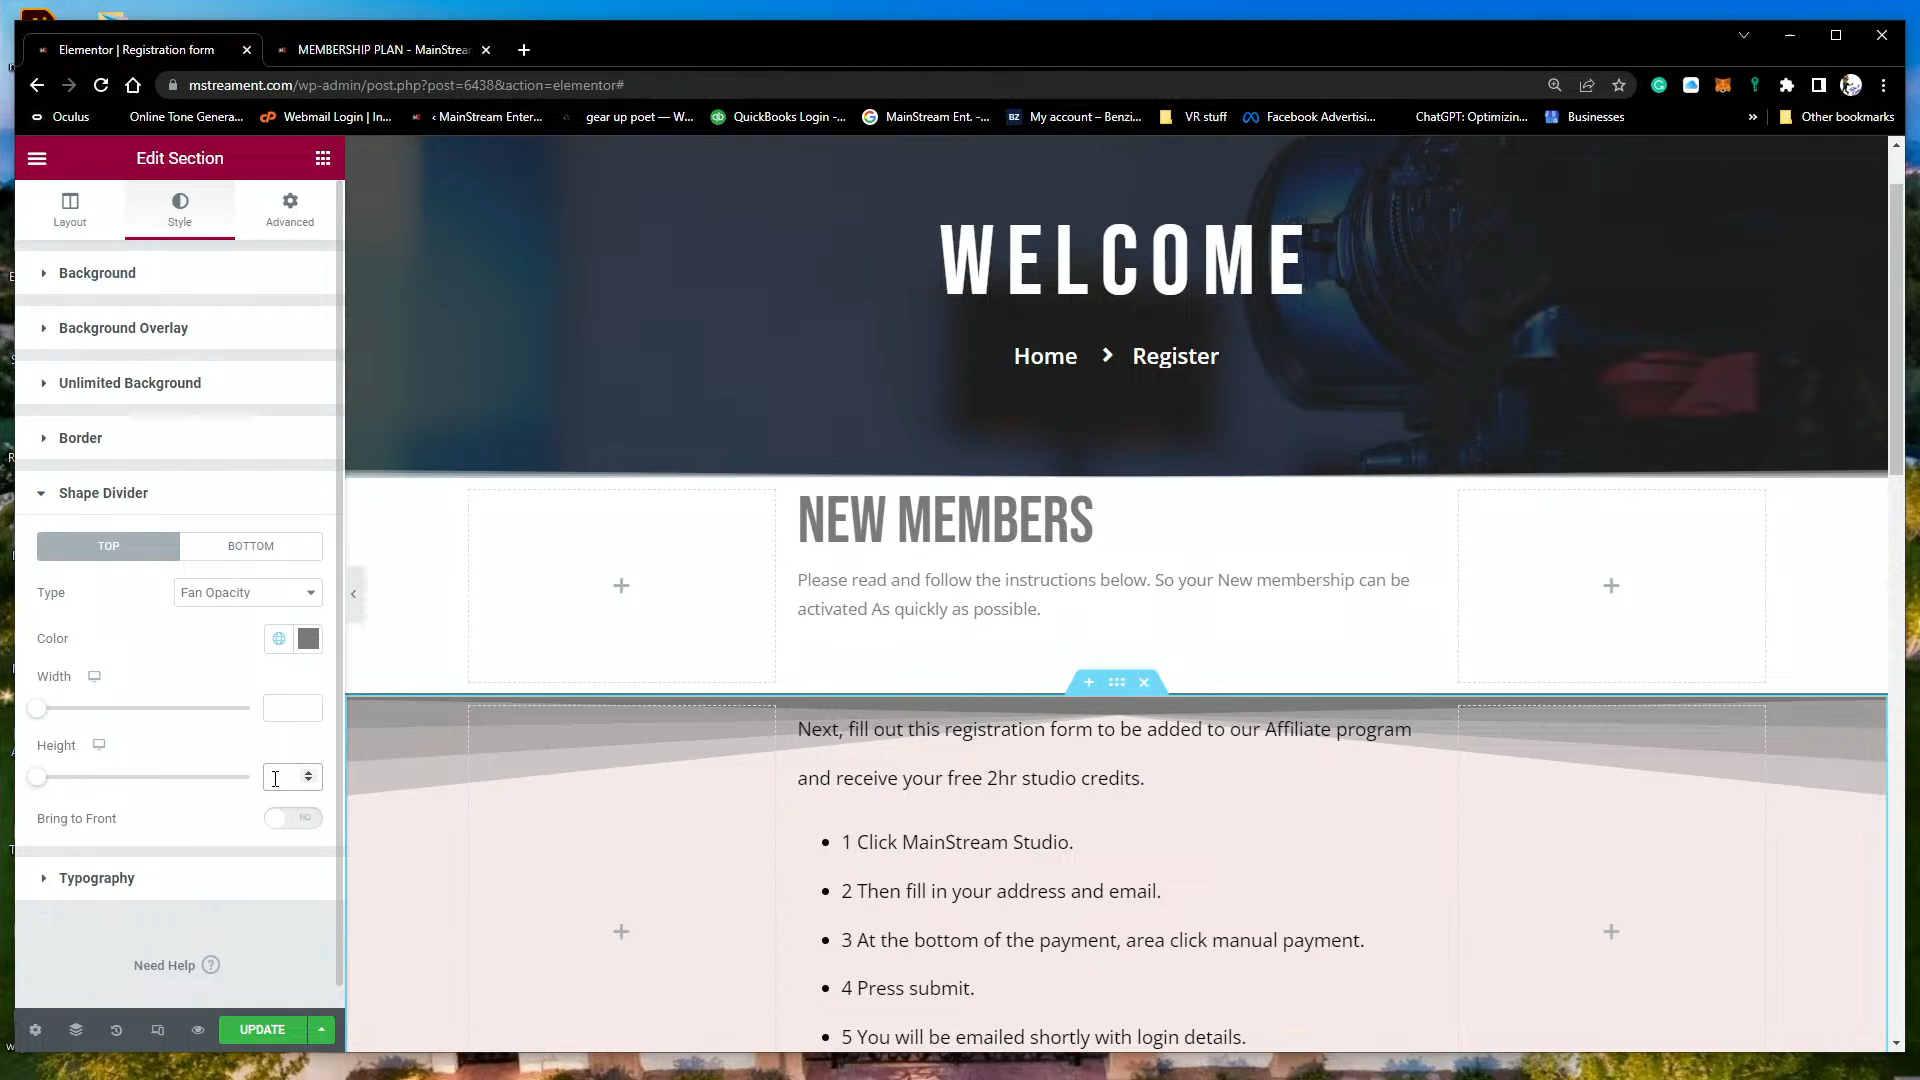 Elementor | Registration form
MEMBERSHIP PLAN - MainStrea
mstreament.com/wp-admin/post.php?post=6438&action=elementor#
Oculus
Online Tone Genera...
Webmail Login | In...
‹ MainStream Enter...
gear up poet — W...
QuickBooks Login -...
MainStream Ent. -...
BZ
My account – Benzi...
VR stuff
Facebook Advertisi...
ChatGPT: Optimizin...
Businesses
»
Other bookmarks
Edit Section
Layout
Style
Advanced
Background
Background Overlay
Unlimited Background
Border
Shape Divider
TOP
BOTTOM
Type
Fan Opacity
Color
Width
Height
Bring to Front
NO
Typography
Need Help ?
UPDATE
WELCOME
Home
Register
NEW MEMBERS
Please read and follow the instructions below. So your New membership can be
activated As quickly as possible.
Next, fill out this registration form to be added to our Affiliate program
and receive your free 2hr studio credits.
• 1 Click MainStream Studio.
• 2 Then fill in your address and email.
• 3 At the bottom of the payment, area click manual payment.
• 4 Press submit.
• 5 You will be emailed shortly with login details.